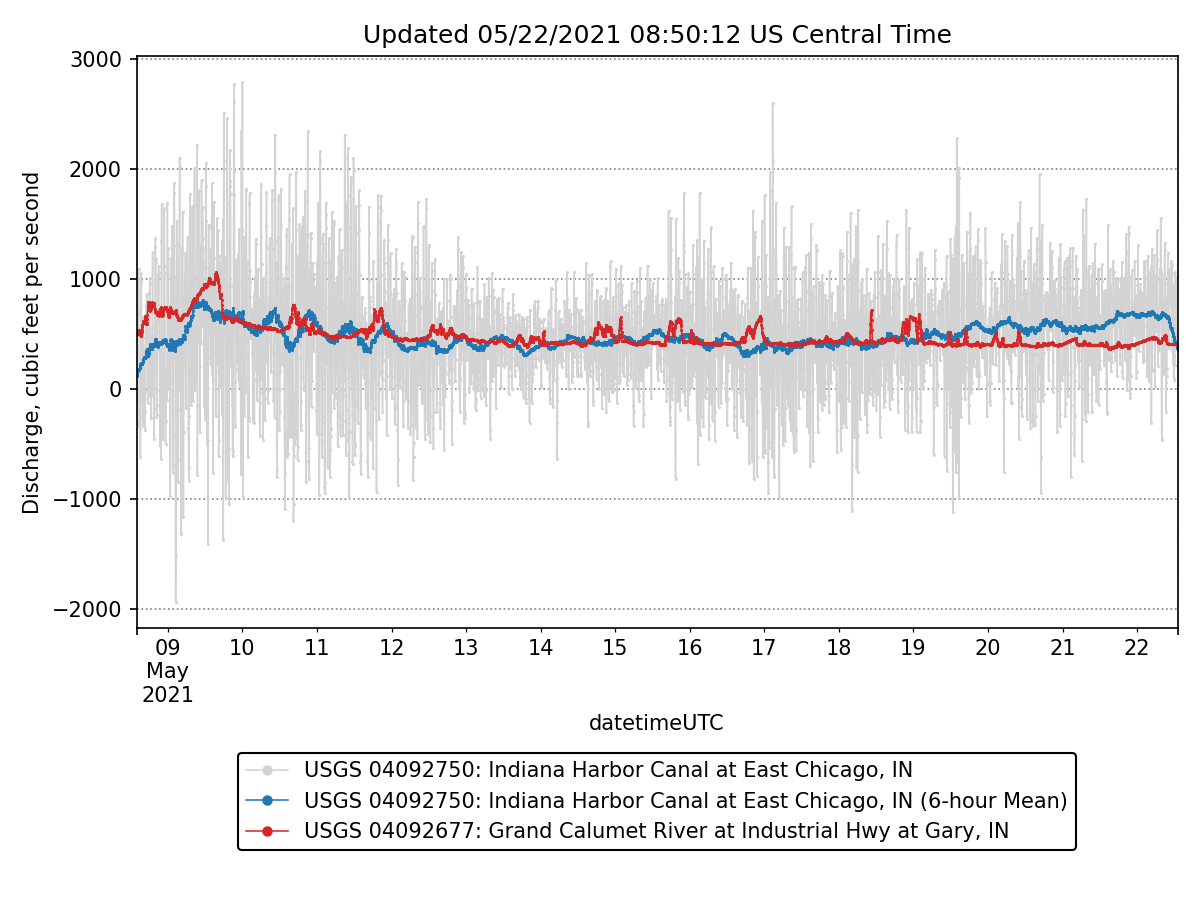 Updated 05/22/2021 08:50:12 US Central Time
Discharge, cubic feet per second
3000
2000
1000
0
−1000
−2000
09 10 11 12 13 14 15 16 17 18 19 20 21 22
May
2021
datetimeUTC
USGS 04092750: Indiana Harbor Canal at East Chicago, IN
USGS 04092750: Indiana Harbor Canal at East Chicago, IN (6-hour Mean)
USGS 04092677: Grand Calumet River at Industrial Hwy at Gary, IN